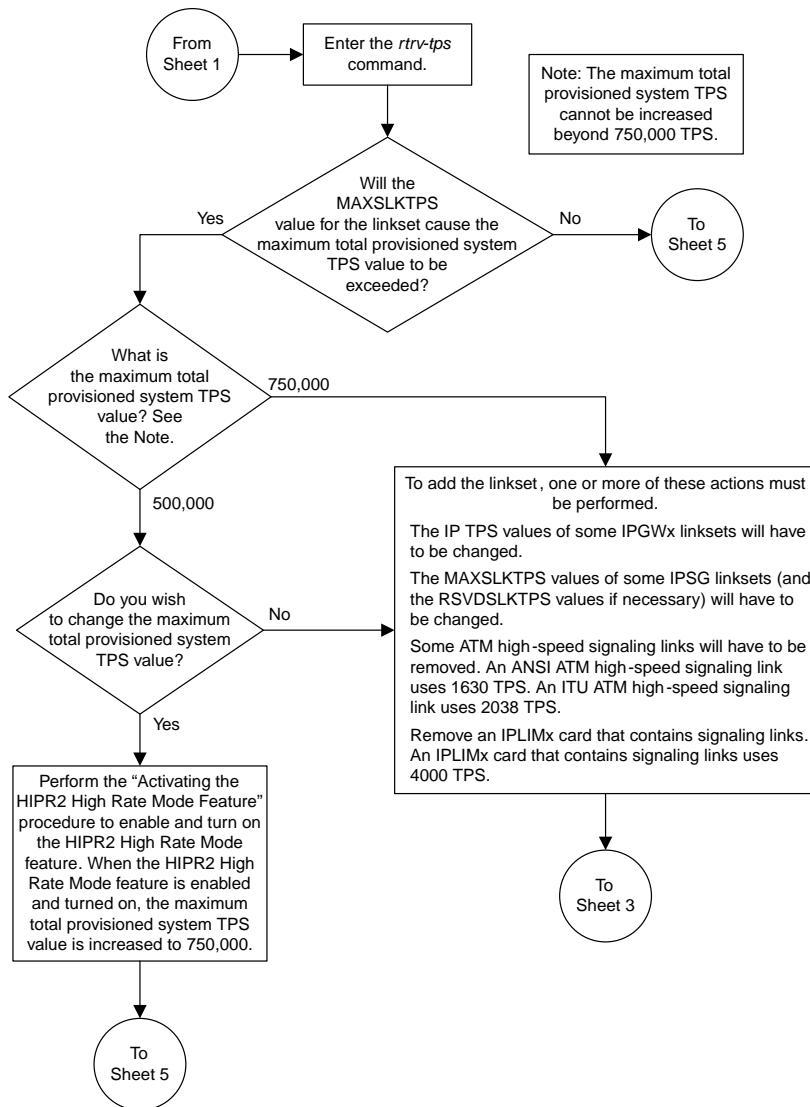 From
Sheet 1
Enter the rtrv-tps
command.
Note: The maximum total
provisioned system TPS
cannot be increased
beyond 750,000 TPS.
Will the
MAXSLKTPS
value for the linkset cause the
maximum total provisioned system
TPS value to be
exceeded?
Yes
No
To
Sheet 5
What is
the maximum total
provisioned system TPS
value? See
the Note.
750,000
500,000
To add the linkset, one or more of these actions must
be performed.
The IP TPS values of some IPGWx linksets will have
to be changed.
The MAXSLKTPS values of some IPSG linksets (and
the RSVDSLKTPS values if necessary) will have to
be changed.
Some ATM high-speed signaling links will have to be
removed. An ANSI ATM high-speed signaling link
uses 1630 TPS. An ITU ATM high-speed signaling
link uses 2038 TPS.
Remove an IPLIMx card that contains signaling links.
An IPLIMx card that contains signaling links uses
4000 TPS.
Do you wish
to change the maximum
total provisioned system
TPS value?
No
Yes
Perform the “Activating the
HIPR2 High Rate Mode Feature”
procedure to enable and turn on
the HIPR2 High Rate Mode
feature. When the HIPR2 High
Rate Mode feature is enabled
and turned on, the maximum
total provisioned system TPS
value is increased to 750,000.
To
Sheet 3
To
Sheet 5